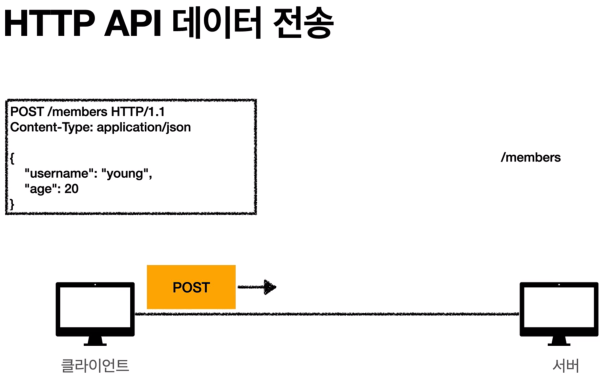 HTTP API 데이터 전송
POST /members HTTP/1.1
Content-Type: application/json
{
"username": "young",
"age": 20
}
/members
POST
클라이언트
서버